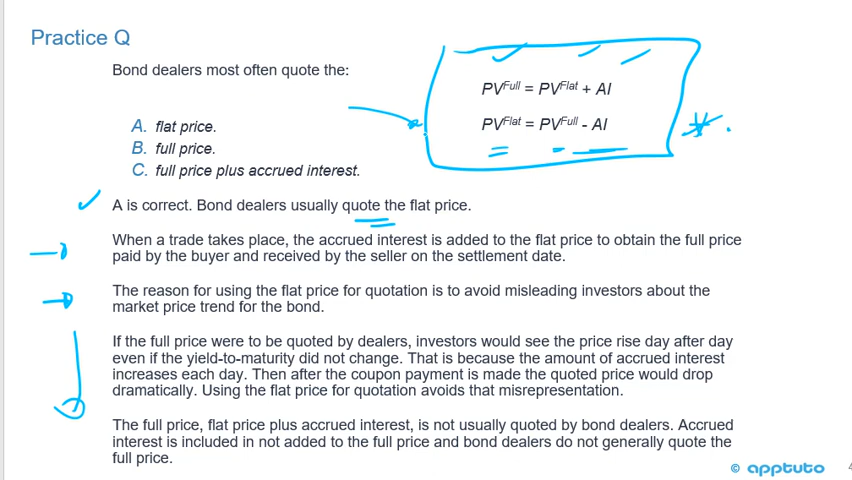 Practice Q
Bond dealers most often quote the:
A. flat price.
B. full price.
C. full price plus accrued interest.
PVFull = PVFlat + AI
PVFlat = PVFull - AI
A is correct. Bond dealers usually quote the flat price.
When a trade takes place, the accrued interest is added to the flat price to obtain the full price
paid by the buyer and received by the seller on the settlement date.
The reason for using the flat price for quotation is to avoid misleading investors about the
market price trend for the bond.
If the full price were to be quoted by dealers, investors would see the price rise day after day
even if the yield-to-maturity did not change. That is because the amount of accrued interest
increases each day. Then after the coupon payment is made the quoted price would drop
dramatically. Using the flat price for quotation avoids that misrepresentation.
The full price, flat price plus accrued interest, is not usually quoted by bond dealers. Accrued
interest is included in not added to the full price and bond dealers do not generally quote the
full price.
© apptuto
4